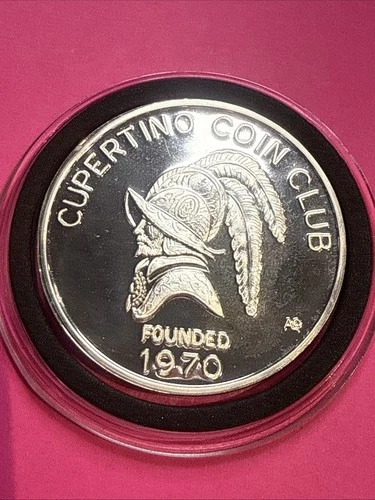 CUPERTINO COIN CLUB
FOUNDED
1970